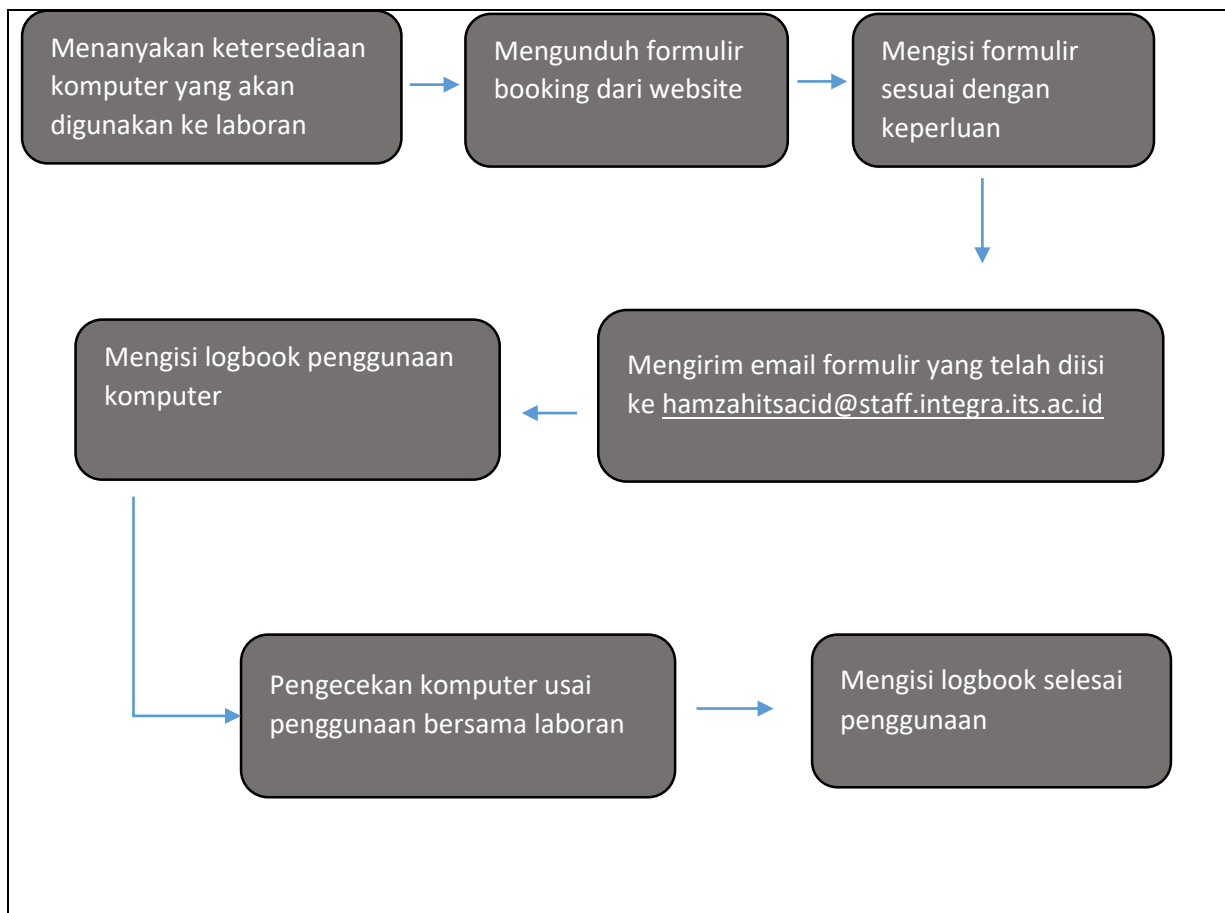 Menanyakan ketersediaan
komputer yang akan
digunakan ke laboran
Mengunduh formulir
booking dari website
Mengisi formulir
sesuai dengan
keperluan
Mengirim email formulir yang telah diisi
ke hamzahitsacid@staff.integra.its.ac.id
Mengisi logbook penggunaan
komputer
Pengecekan komputer usai
penggunaan bersama laboran
Mengisi logbook selesai
penggunaan